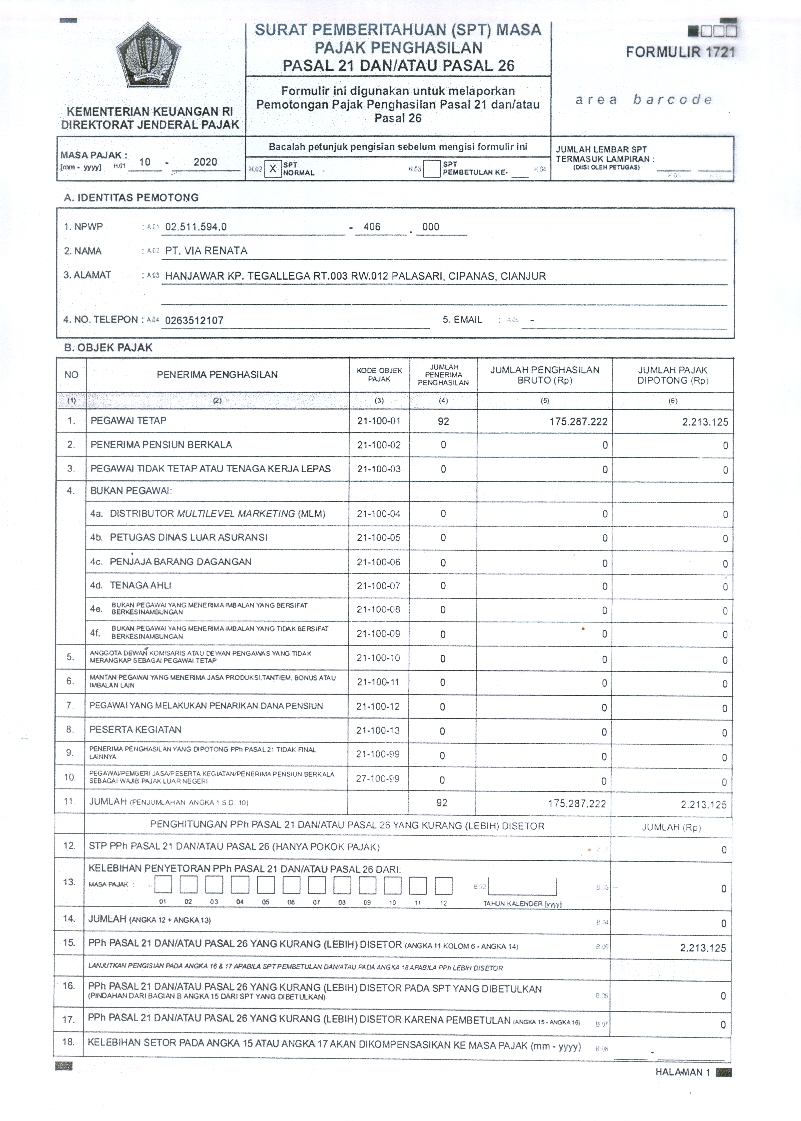 SURAT PEMBERITAHUAN (SPT) MASA
PAJAK PENGHASILAN
PASAL 21 DAN/ATAU PASAL 26
FORMULIR 1721
Formulir ini digunakan untuk melaporkan
Pemotongan Pajak Penghasilan Pasal 21 dan/atau
Pasal 26
area barcode
KEMENTERIAN KEUANGAN RI
DIREKTORAT JENDERAL PAJAK
Bacalah petunjuk pengisian sebelum mengisi formulir ini
MASA PAJAK :
[mm - yyyy] H.01 10 - 2020
H.02 X SPT NORMAL
H.03 SPT PEMBETULAN KE- H.04
JUMLAH LEMBAR SPT
TERMASUK LAMPIRAN :
(DIISI OLEH PETUGAS)
A. IDENTITAS PEMOTONG
1. NPWP : A.01 02.511.594.0 - 406 . 000
2. NAMA : A.02 PT. VIA RENATA
3. ALAMAT : A.03 HANJAWAR KP. TEGALLEGA RT.003 RW.012 PALASARI, CIPANAS, CIANJUR
4. NO. TELEPON : A.04 0263512107 5. EMAIL : A.05 -
B. OBJEK PAJAK
NO PENERIMA PENGHASILAN KODE OBJEK PAJAK JUMLAH PENERIMA PENGHASILAN JUMLAH PENGHASILAN BRUTO (Rp) JUMLAH PAJAK DIPOTONG (Rp)
(1) (2) (3) (4) (5) (6)
1. PEGAWAI TETAP 21-100-01 92 175.287.222 2.213.125
2. PENERIMA PENSIUN BERKALA 21-100-02 0 0 0
3. PEGAWAI TIDAK TETAP ATAU TENAGA KERJA LEPAS 21-100-03 0 0 0
4. BUKAN PEGAWAI:
4a. DISTRIBUTOR MULTILEVEL MARKETING (MLM) 21-100-04 0 0 0
4b. PETUGAS DINAS LUAR ASURANSI 21-100-05 0 0 0
4c. PENJAJA BARANG DAGANGAN 21-100-06 0 0 0
4d. TENAGA AHLI 21-100-07 0 0 0
4e. BUKAN PEGAWAI YANG MENERIMA IMBALAN YANG BERSIFAT BERKESINAMBUNGAN 21-100-08 0 0 0
4f. BUKAN PEGAWAI YANG MENERIMA IMBALAN YANG TIDAK BERSIFAT BERKESINAMBUNGAN 21-100-09 0 0 0
5. ANGGOTA DEWAN KOMISARIS ATAU DEWAN PENGAWAS YANG TIDAK MERANGKAP SEBAGAI PEGAWAI TETAP 21-100-10 0 0 0
6. MANTAN PEGAWAI YANG MENERIMA JASA PRODUKSI,TANTIEM, BONUS ATAU IMBALAN LAIN 21-100-11 0 0 0
7. PEGAWAI YANG MELAKUKAN PENARIKAN DANA PENSIUN 21-100-12 0 0 0
8. PESERTA KEGIATAN 21-100-13 0 0 0
9. PENERIMA PENGHASILAN YANG DIPOTONG PPh PASAL 21 TIDAK FINAL LAINNYA 21-100-99 0 0 0
10. PEGAWAI/PEMBERI JASA/PESERTA KEGIATAN/PENERIMA PENSIUN BERKALA SEBAGAI WAJIB PAJAK LUAR NEGERI 27-100-99 0 0 0
11. JUMLAH (PENJUMLAHAN ANGKA 1 S.D. 10) 92 175.287.222 2.213.125
PENGHITUNGAN PPh PASAL 21 DAN/ATAU PASAL 26 YANG KURANG (LEBIH) DISETOR JUMLAH (Rp)
12. STP PPh PASAL 21 DAN/ATAU PASAL 26 (HANYA POKOK PAJAK) 0
13. KELEBIHAN PENYETORAN PPh PASAL 21 DAN/ATAU PASAL 26 DARI:
MASA PAJAK : 0
01 02 03 04 05 06 07 08 09 10 11 12 TAHUN KALENDER [yyyy]
14. JUMLAH (ANGKA 12 + ANGKA 13) B.04 0
15. PPh PASAL 21 DAN/ATAU PASAL 26 YANG KURANG (LEBIH) DISETOR (ANGKA 11 KOLOM 6 - ANGKA 14) B.05 2.213.125
LANJUTKAN PENGISIAN PADA ANGKA 16 & 17 APABILA SPT PEMBETULAN DAN/ATAU PADA ANGKA 18 APABILA PPh LEBIH DISETOR
16. PPh PASAL 21 DAN/ATAU PASAL 26 YANG KURANG (LEBIH) DISETOR PADA SPT YANG DIBETULKAN
(PINDAHAN DARI BAGIAN B ANGKA 15 DARI SPT YANG DIBETULKAN) 0
17. PPh PASAL 21 DAN/ATAU PASAL 26 YANG KURANG (LEBIH) DISETOR KARENA PEMBETULAN (ANGKA 15 - ANGKA 16) B.07 0
18. KELEBIHAN SETOR PADA ANGKA 15 ATAU ANGKA 17 AKAN DIKOMPENSASIKAN KE MASA PAJAK (mm - yyyy) B.08 -
HALAMAN 1